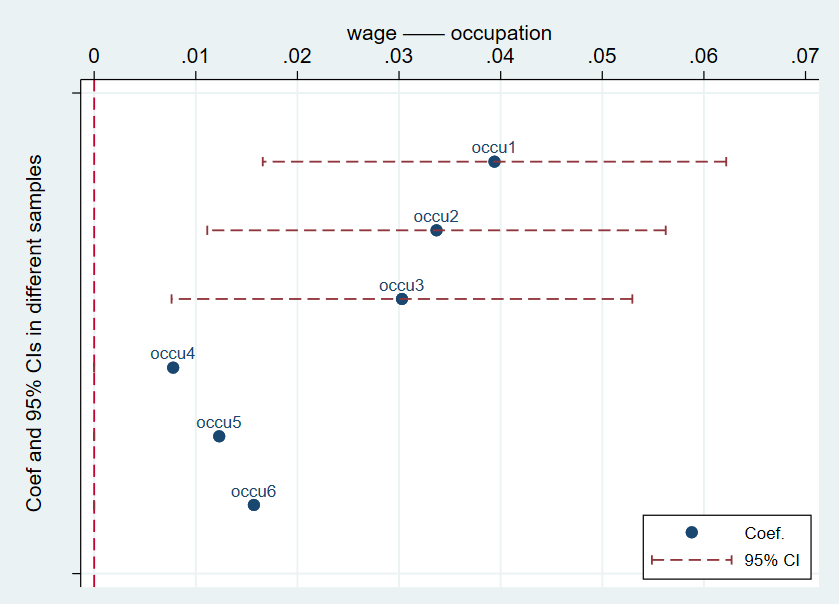 wage —— occupation
0 .01 .02 .03 .04 .05 .06 .07
Coef and 95% CIs in different samples
occu1
occu2
occu3
occu4
occu5
occu6
Coef.
95% CI